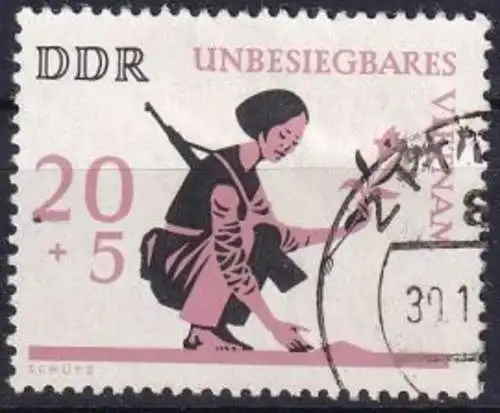 DDR
UNBESIEGBARES
VIETNAM
20
+5
SCHÜTZ